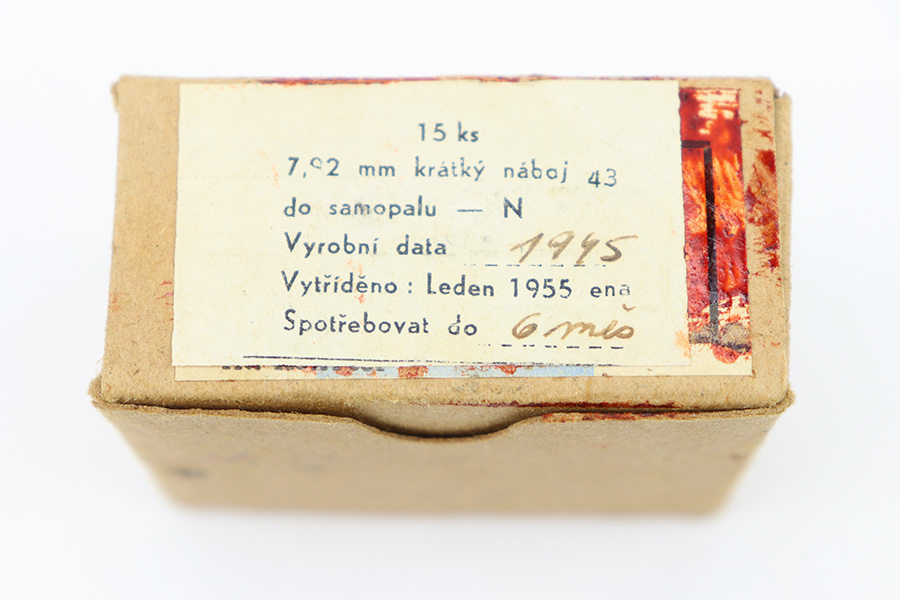 15 ks
7,92 mm krátký náboj 43
do samopalu — N
Vyrobní data 1945
Vytříděno : Leden 1955 ena
Spotřebovat do 6 měs